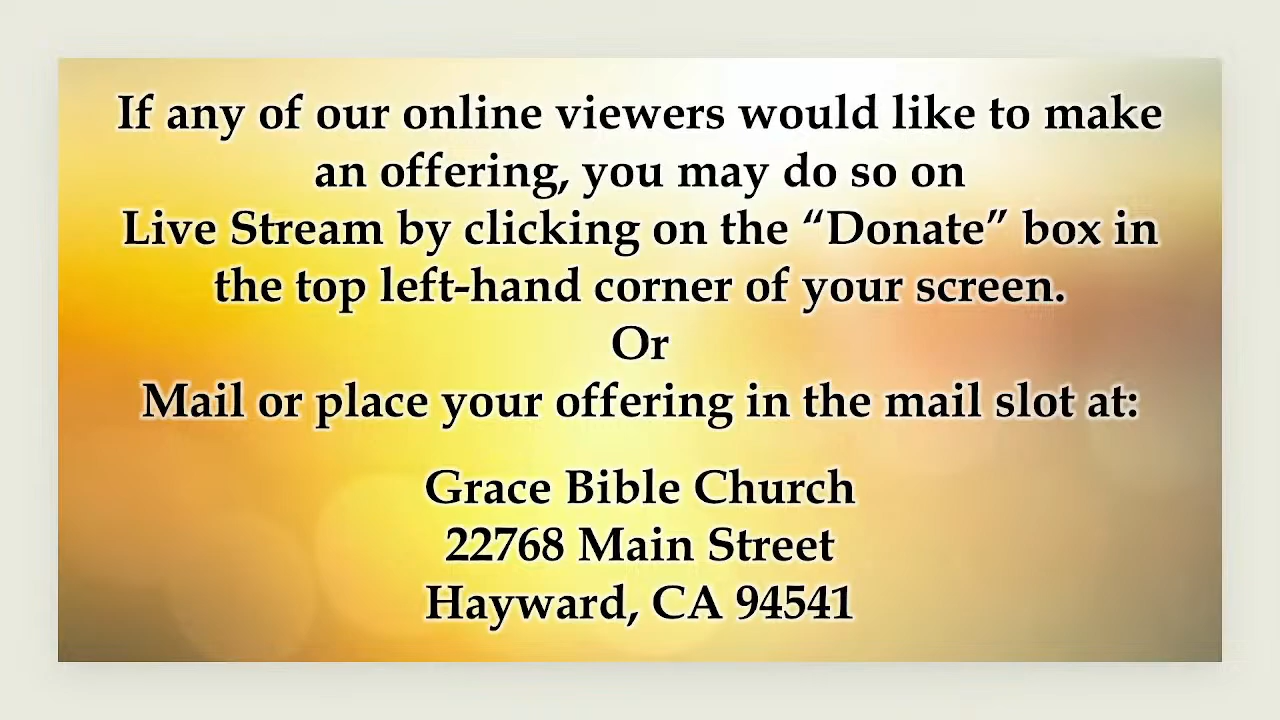 If any of our online viewers would like to make
an offering, you may do so on
Live Stream by clicking on the “Donate” box in
the top left-hand corner of your screen.
Or
Mail or place your offering in the mail slot at:
Grace Bible Church
22768 Main Street
Hayward, CA 94541